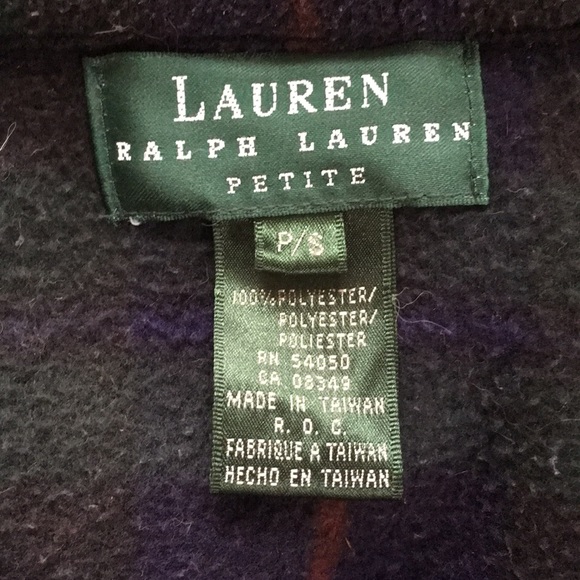 LAUREN
RALPH LAUREN
PETITE
P/S
100%POLYESTER/
POLYESTER/
POLIESTER
RN 54050
CA 08349
MADE IN TAIWAN
R. O. C.
FABRIQUE A TAIWAN
HECHO EN TAIWAN